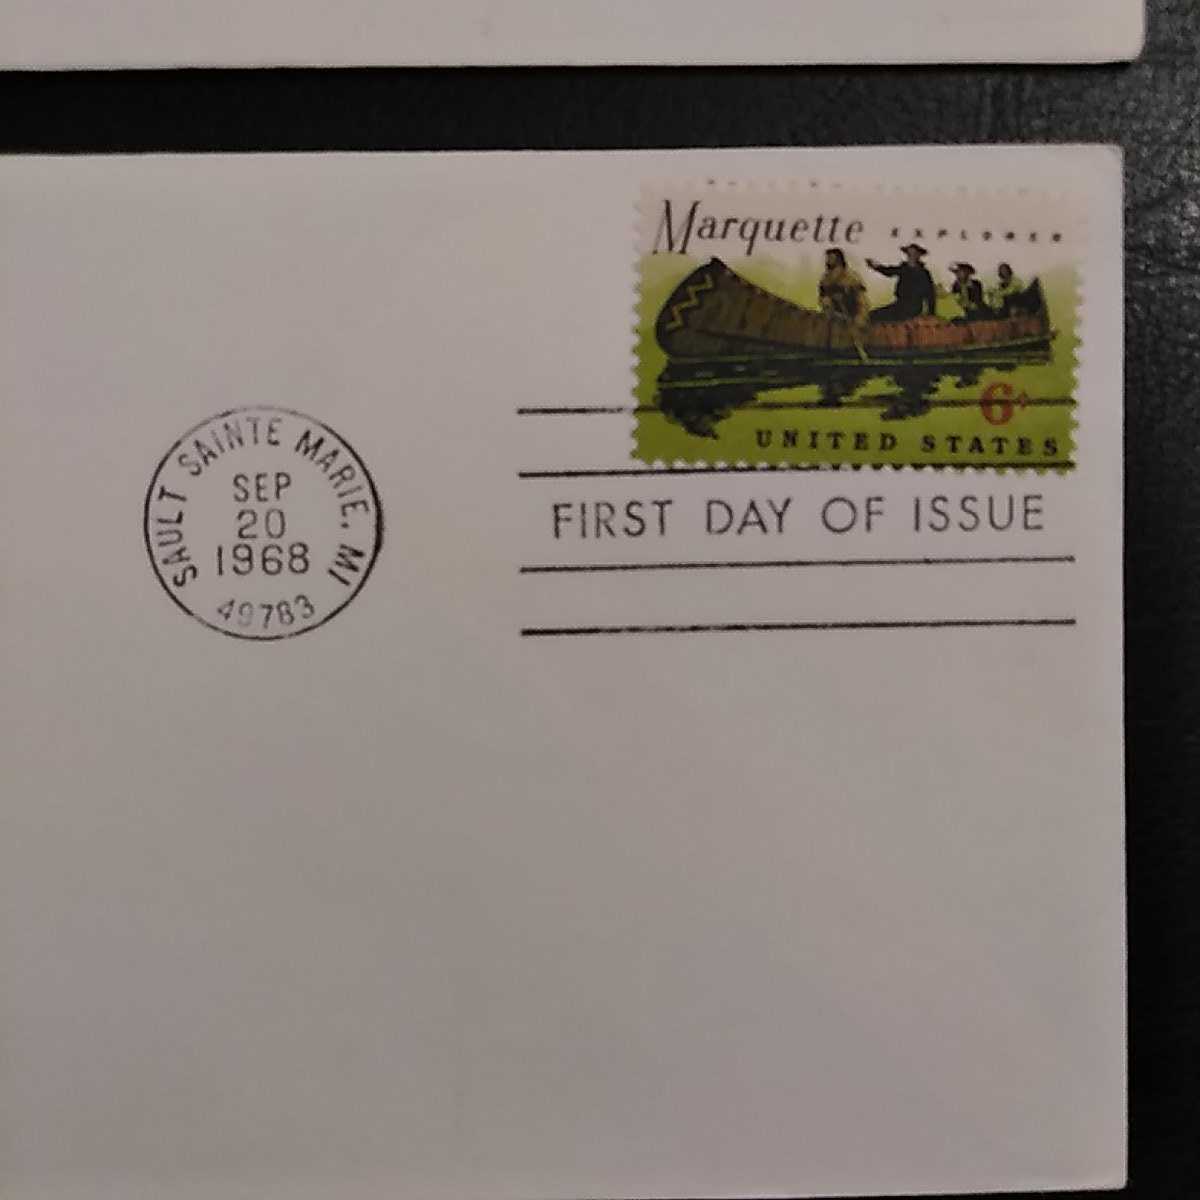 Marquette EXPLORER
6¢
UNITED STATES
SAULT SAINTE MARIE, MI
SEP
20
1968
49783
FIRST DAY OF ISSUE